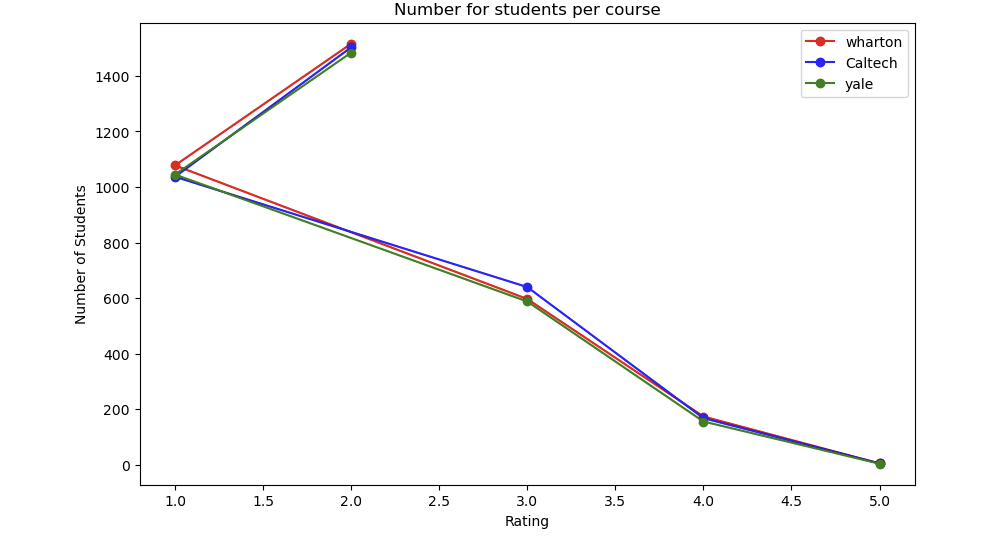 Number for students per course
wharton
Caltech
yale
Number of Students
1400
1200
1000
800
600
400
200
0
1.0 1.5 2.0 2.5 3.0 3.5 4.0 4.5 5.0
Rating